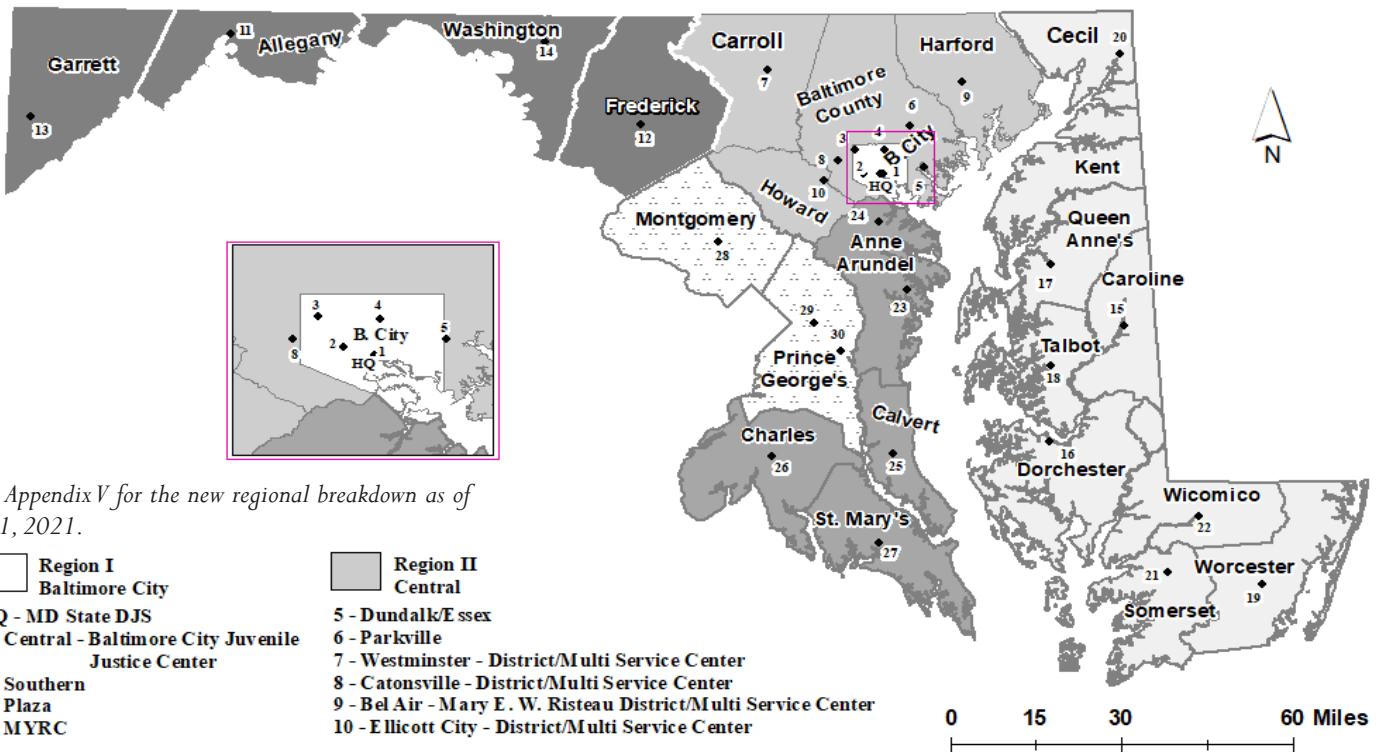 Garrett
13
11
Allegany
Washington
14
Frederick
12
Carroll
7
Baltimore
County
Harford
9
6
3
4
B. City
8
2
1
HQ
5
10
Howard
24
Cecil
20
N
Kent
Queen
Anne's
17
Caroline
15
Talbot
18
Montgomery
28
Anne
Arundel
23
29
30
Prince
George's
Calvert
25
Charles
26
St. Mary's
27
16
Dorchester
Wicomico
22
21
Worcester
19
Somerset
3
4
5
B. City
8
2
1
HQ
Appendix V for the new regional breakdown as of
1, 2021.
Region I
Baltimore City
Q - MD State DJS
Central - Baltimore City Juvenile
Justice Center
Southern
Plaza
MYRC
Region II
Central
5 - Dundalk/Essex
6 - Parkville
7 - Westminster - District/Multi Service Center
8 - Catonsville - District/Multi Service Center
9 - Bel Air - Mary E. W. Risteau District/Multi Service Center
10 - Ellicott City - District/Multi Service Center
0 15 30 60 Miles